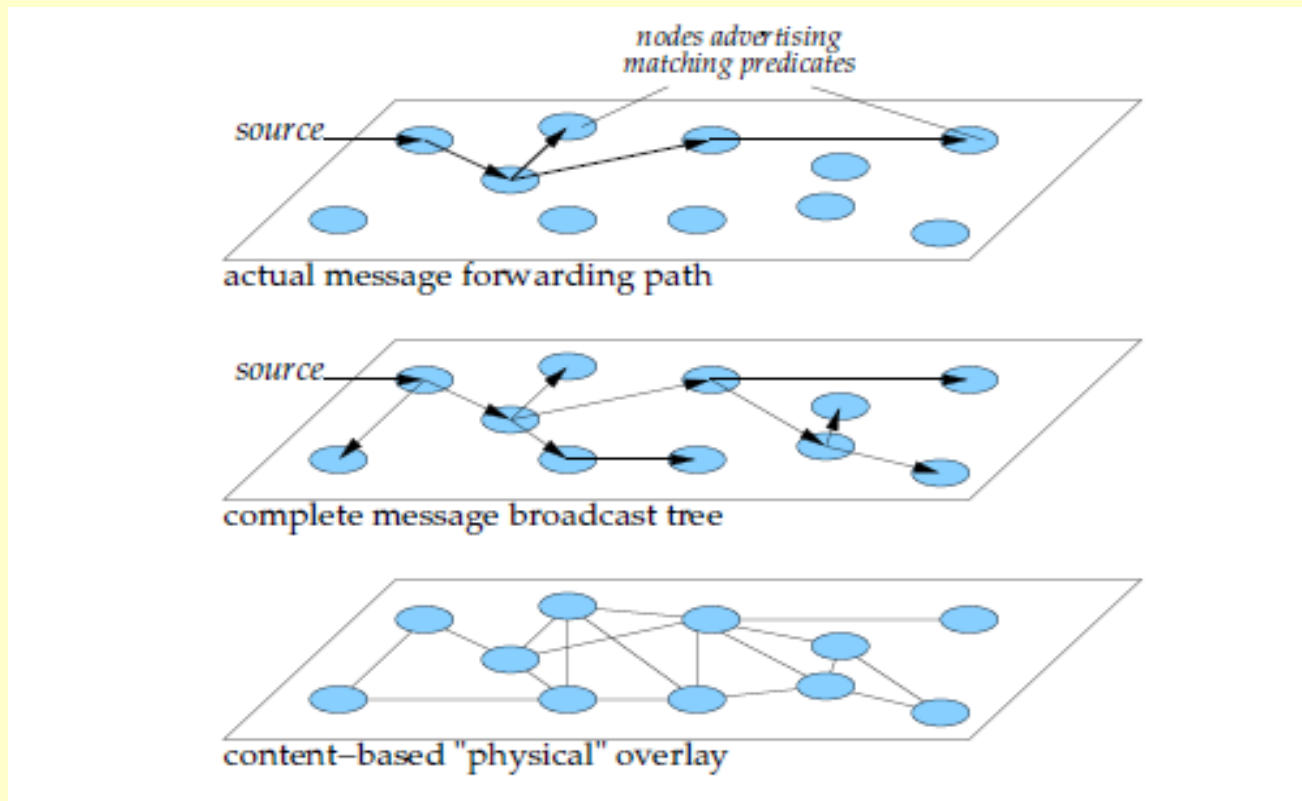 nodes advertising
matching predicates
source
actual message forwarding path
source
complete message broadcast tree
content–based "physical" overlay